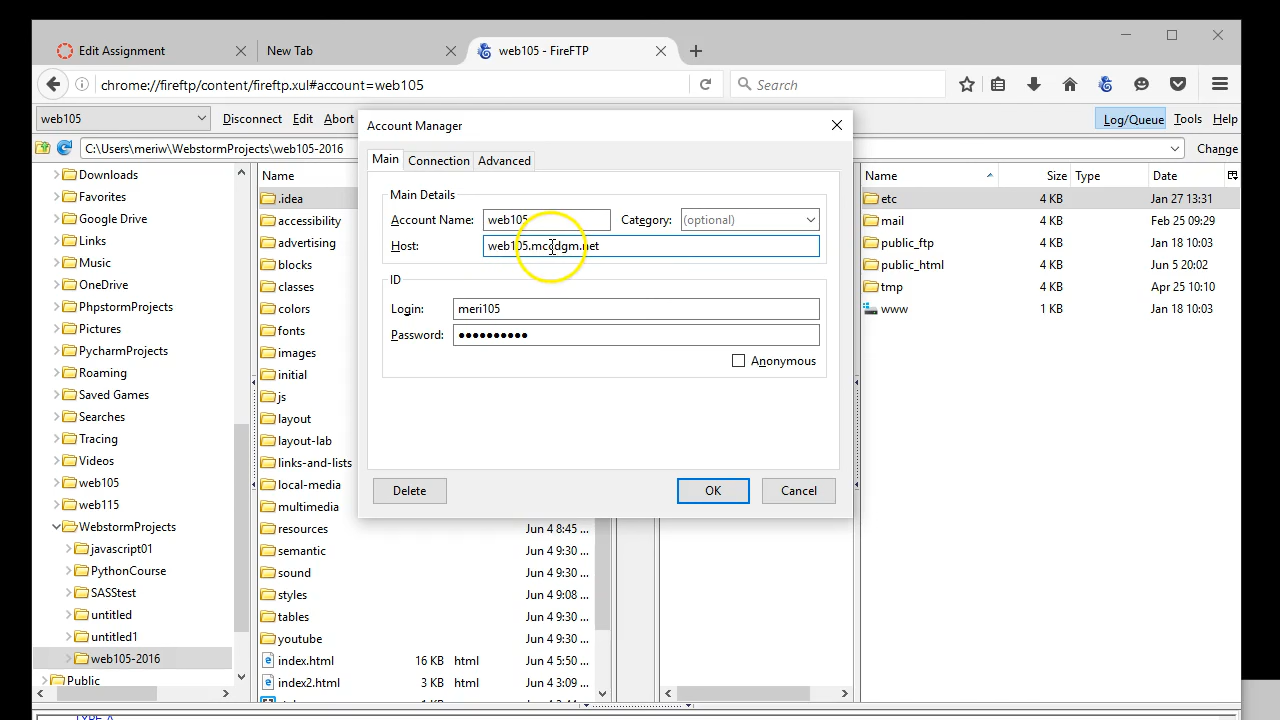 Edit Assignment
New Tab
web105 - FireFTP
chrome://fireftp/content/fireftp.xul#account=web105
Search
web105
Disconnect
Edit
Abort
Log/Queue
Tools
Help
C:\Users\meriw\WebstormProjects\web105-2016
Change
Account Manager
Main
Connection
Advanced
Main Details
Account Name:
web105
Category:
(optional)
Host:
web105.mccdgm.net
ID
Login:
meri105
Password:
●●●●●●●●●●
Anonymous
Delete
OK
Cancel
Downloads
Favorites
Google Drive
Links
Music
OneDrive
PhpstormProjects
Pictures
PycharmProjects
Roaming
Saved Games
Searches
Tracing
Videos
web105
web115
WebstormProjects
javascript01
PythonCourse
SASStest
untitled
untitled1
web105-2016
Public
Name
.idea
accessibility
advertising
blocks
classes
colors
fonts
images
initial
js
layout
layout-lab
links-and-lists
local-media
multimedia
resources Jun 4 8:45 ...
semantic Jun 4 9:30 ...
sound Jun 4 9:30 ...
styles Jun 4 9:08 ...
tables Jun 4 9:30 ...
youtube Jun 4 9:30 ...
index.html 16 KB html Jun 4 5:50 ...
index2.html 3 KB html Jun 4 3:09 ...
Name Size Type Date
etc 4 KB Jan 27 13:31
mail 4 KB Feb 25 09:29
public_ftp 4 KB Jan 18 10:03
public_html 4 KB Jun 5 20:02
tmp 4 KB Apr 25 10:10
www 1 KB Jan 18 10:03
TYPE A